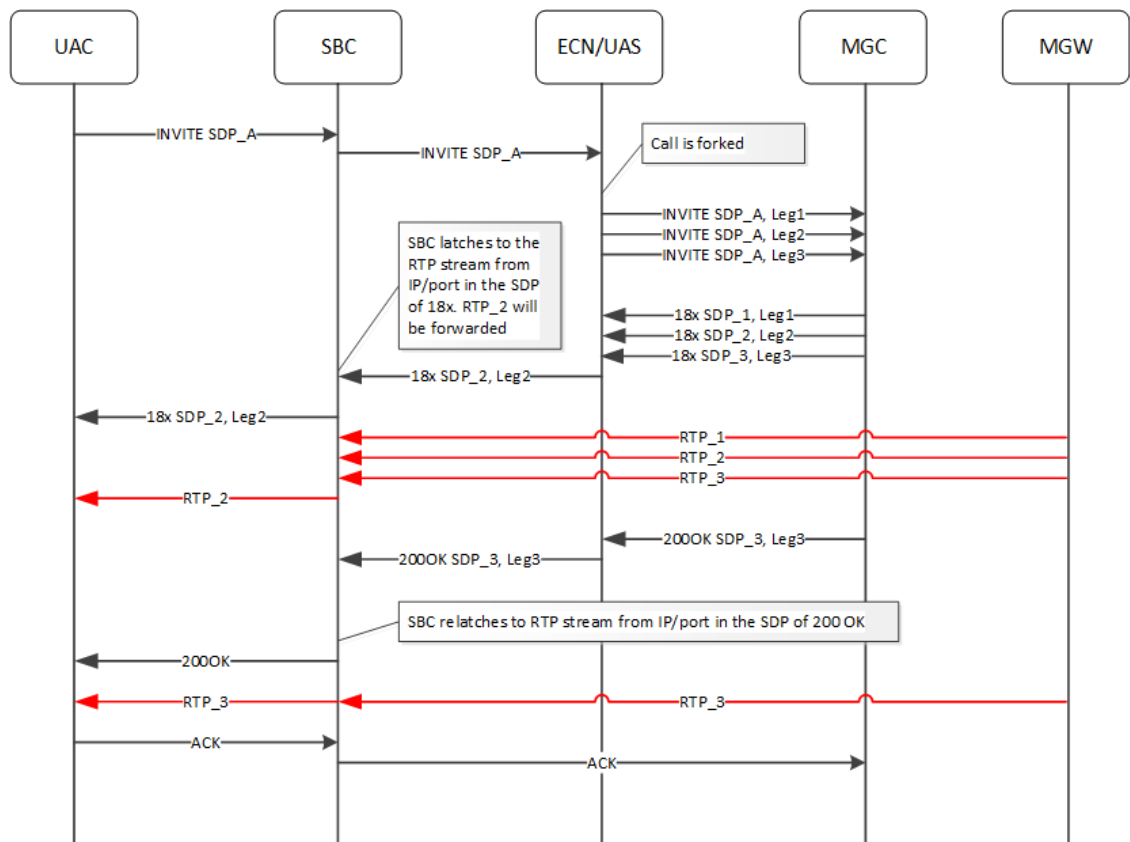 UAC
SBC
ECN/UAS
MGC
MGW
INVITE SDP_A
INVITE SDP_A
Call is forked
INVITE SDP_A, Leg1
INVITE SDP_A, Leg2
INVITE SDP_A, Leg3
SBC latches to the
RTP stream from
IP/port in the SDP
of 18x. RTP_2 will
be forwarded
18x SDP_1, Leg1
18x SDP_2, Leg2
18x SDP_3, Leg3
18x SDP_2, Leg2
18x SDP_2, Leg2
RTP_1
RTP_2
RTP_3
RTP_2
200OK SDP_3, Leg3
200OK SDP_3, Leg3
SBC relatches to RTP stream from IP/port in the SDP of 200 OK
200OK
RTP_3
RTP_3
ACK
ACK